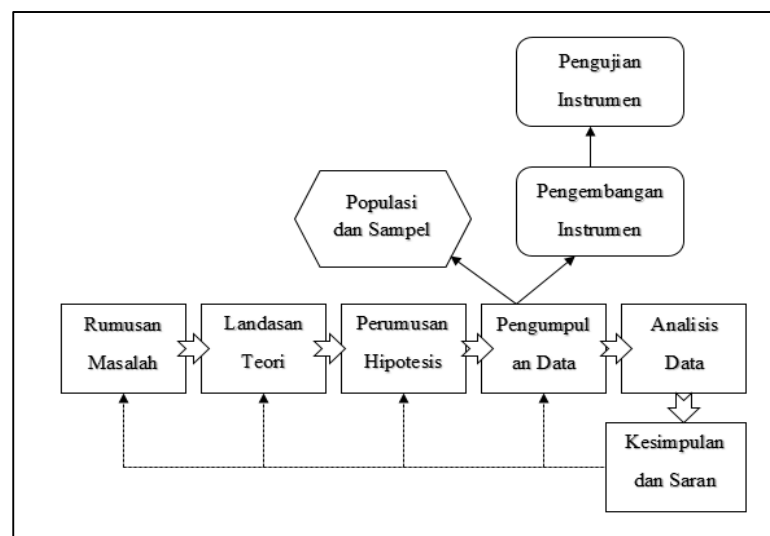 Pengujian
Instrumen
Populasi
dan Sampel
Pengembangan
Instrumen
Rumusan
Masalah
Landasan
Teori
Perumusan
Hipotesis
Pengumpul
an Data
Analisis
Data
Kesimpulan
dan Saran